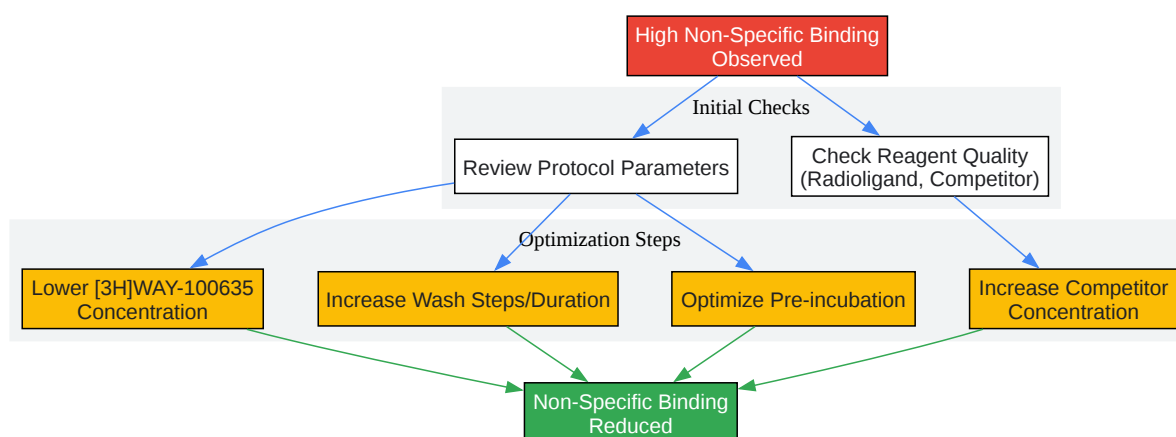 High Non-Specific Binding
Observed
Initial Checks
Review Protocol Parameters
Check Reagent Quality
(Radioligand, Competitor)
Optimization Steps
Lower [3H]WAY-100635
Concentration
Increase Wash Steps/Duration
Optimize Pre-incubation
Increase Competitor
Concentration
Non-Specific Binding
Reduced